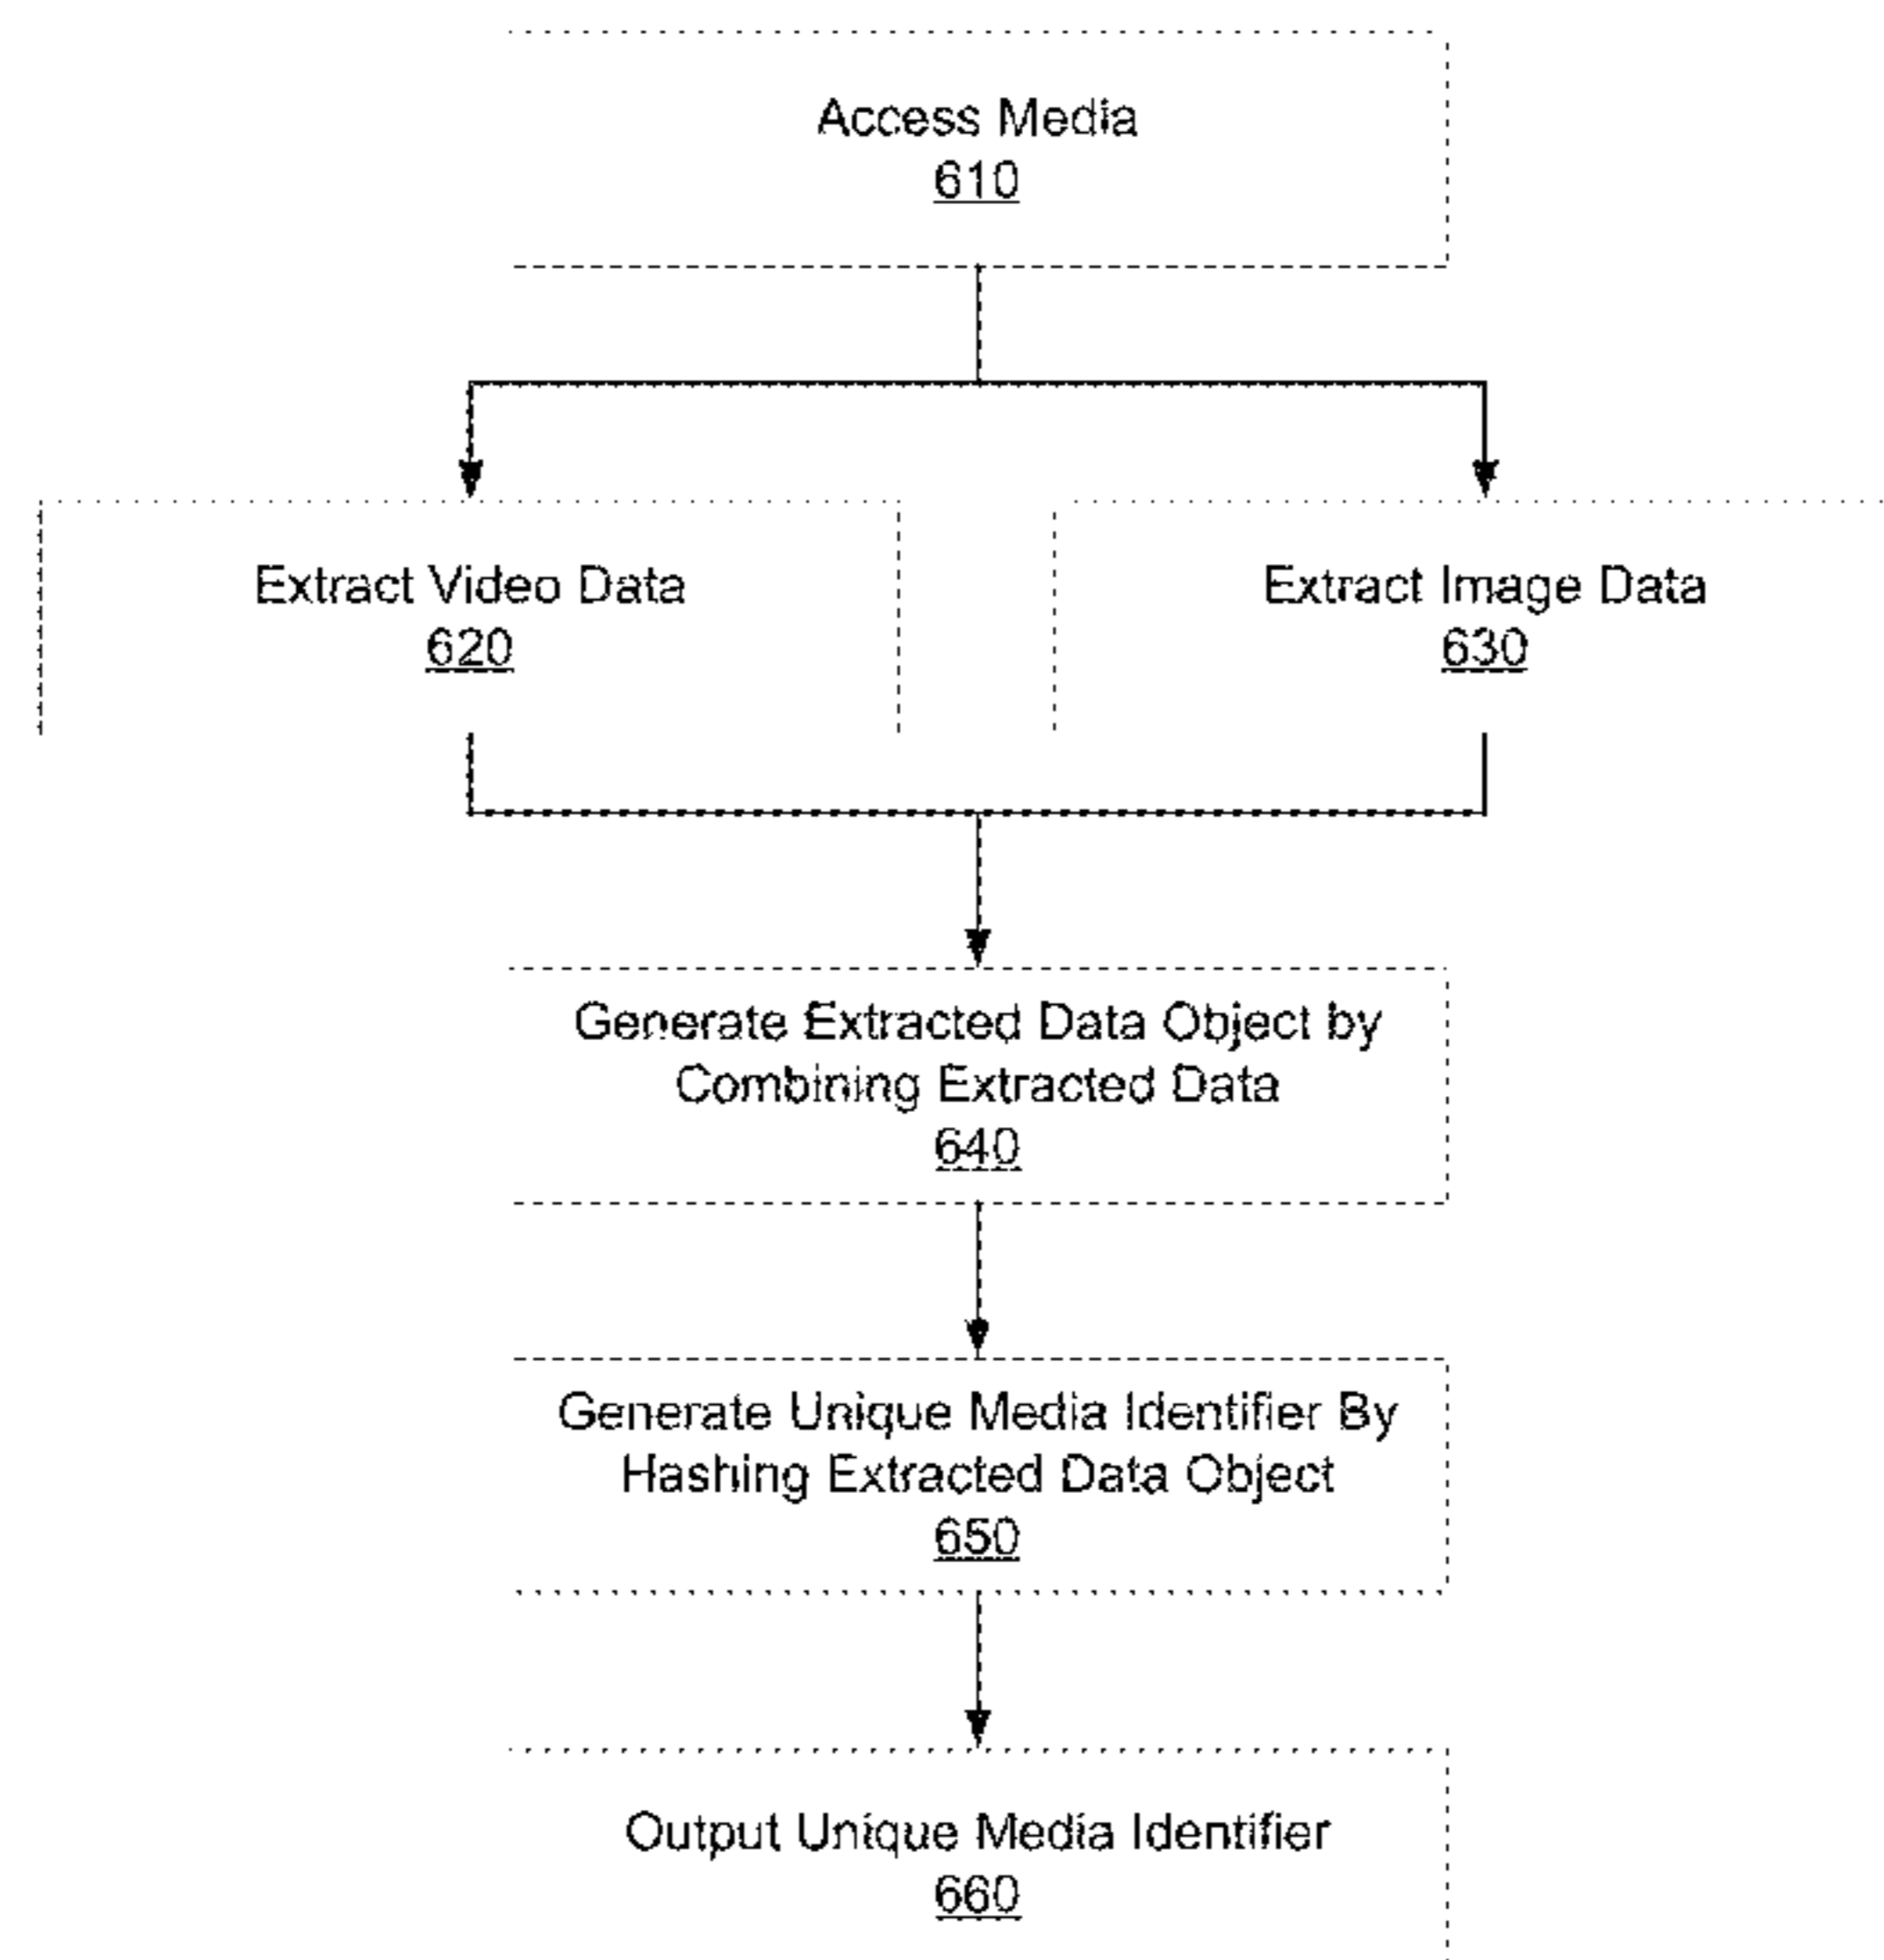 Access Media
610
Extract Video Data
620
Extract Image Data
630
Generate Extracted Data Object by
Combining Extracted Data
640
Generate Unique Media Identifier By
Hashing Extracted Data Object
650
Output Unique Media Identifier
660